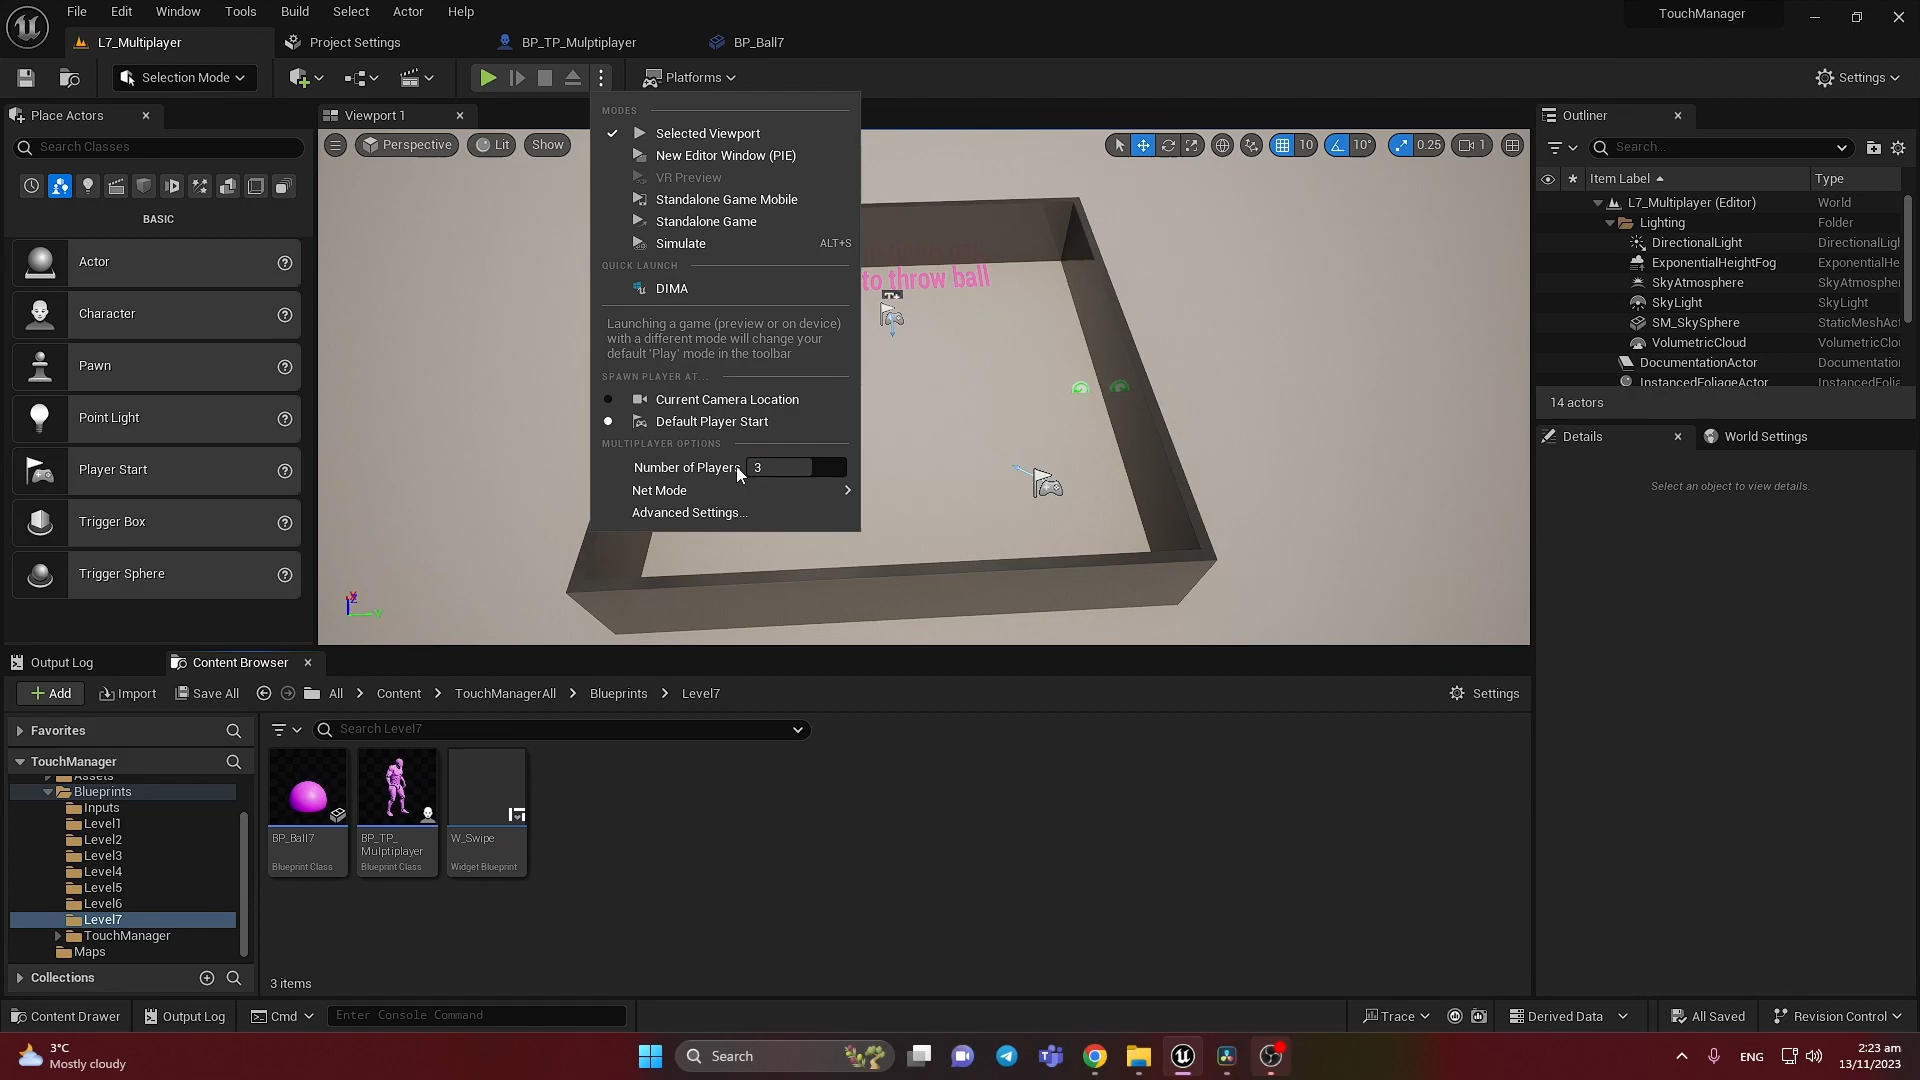 File Edit Window Tools Build Select Actor Help
TouchManager
L7_Multiplayer
Project Settings
BP_TP_Mulptiplayer
BP_Ball7
Selection Mode
Platforms
Settings
Place Actors
Search Classes
BASIC
Actor
Character
Pawn
Point Light
Player Start
Trigger Box
Trigger Sphere
Viewport 1
Perspective
Lit
Show
10
10°
0.25
1
to throw ball
MODES
Selected Viewport
New Editor Window (PIE)
VR Preview
Standalone Game Mobile
Standalone Game
Simulate ALT+S
QUICK LAUNCH
DIMA
Launching a game (preview or on device)
with a different mode will change your
default 'Play' mode in the toolbar
SPAWN PLAYER AT...
Current Camera Location
Default Player Start
MULTIPLAYER OPTIONS
Number of Players 3
Net Mode
Advanced Settings...
Outliner
Search...
Item Label Type
L7_Multiplayer (Editor) World
Lighting Folder
DirectionalLight DirectionalLigh
ExponentialHeightFog ExponentialHe
SkyAtmosphere SkyAtmospher
SkyLight SkyLight
SM_SkySphere StaticMeshAct
VolumetricCloud VolumetricClou
DocumentationActor Documentation
InstancedFoliageActor InstancedFolia
14 actors
Details
World Settings
Select an object to view details.
Output Log
Content Browser
Add
Import
Save All
All
Content
TouchManagerAll
Blueprints
Level7
Settings
Favorites
TouchManager
Assets
Blueprints
Inputs
Level1
Level2
Level3
Level4
Level5
Level6
Level7
TouchManager
Maps
Collections
Search Level7
BP_Ball7
Blueprint Class
BP_TP_
Mulptiplayer
Blueprint Class
W_Swipe
Widget Blueprint
3 items
Content Drawer
Output Log
Cmd
Enter Console Command
Trace
Derived Data
All Saved
Revision Control
3°C
Mostly cloudy
Search
ENG
2:23 am
13/11/2023